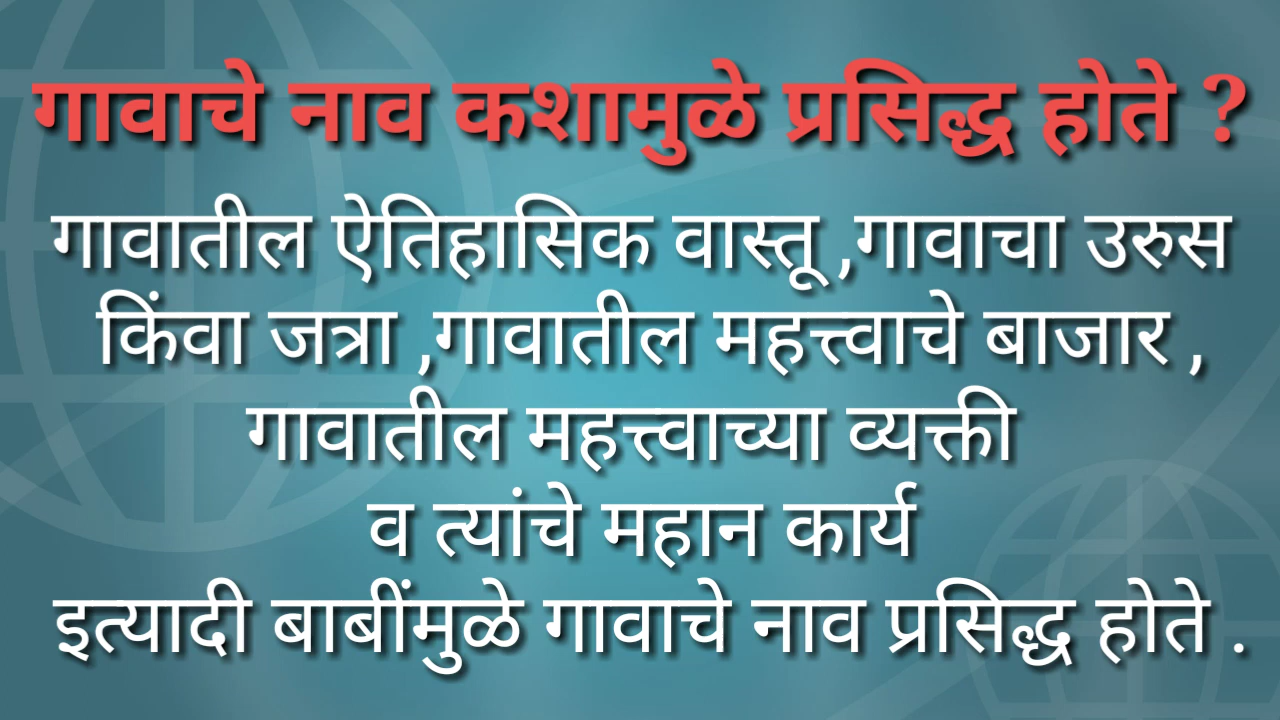 गावाचे नाव कशामुळे प्रसिद्ध होते ?
गावातील ऐतिहासिक वास्तू ,गावाचा उरुस
किंवा जत्रा ,गावातील महत्त्वाचे बाजार ,
गावातील महत्त्वाच्या व्यक्ती
व त्यांचे महान कार्य
इत्यादी बाबींमुळे गावाचे नाव प्रसिद्ध होते .